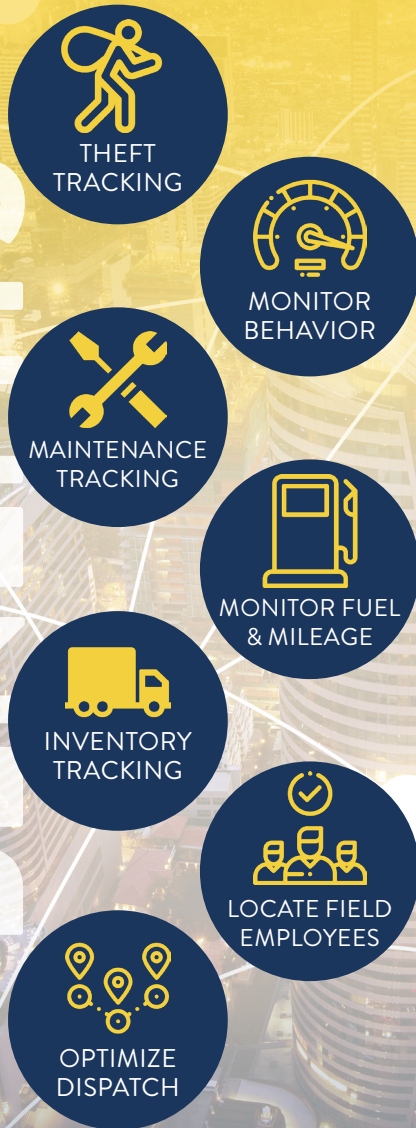 THEFT
TRACKING
MONITOR
BEHAVIOR
MAINTENANCE
TRACKING
MONITOR FUEL
& MILEAGE
INVENTORY
TRACKING
LOCATE FIELD
EMPLOYEES
OPTIMIZE
DISPATCH